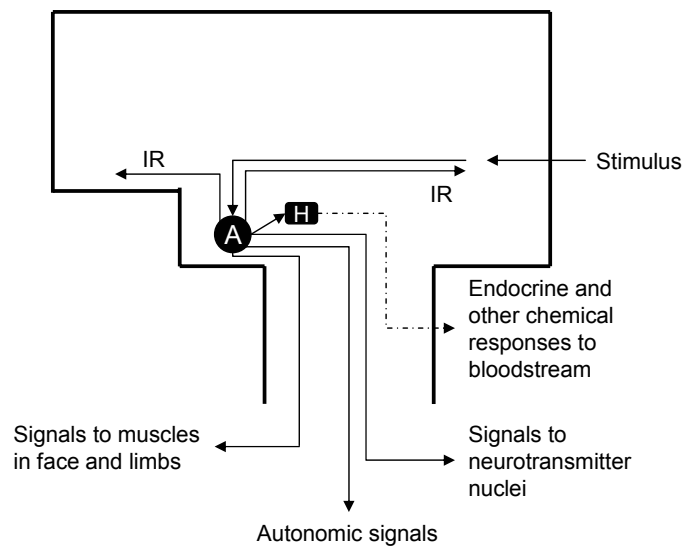 IR
Stimulus
IR
H
A
Endocrine and
other chemical
responses to
bloodstream
Signals to muscles
in face and limbs
Signals to
neurotransmitter
nuclei
Autonomic signals